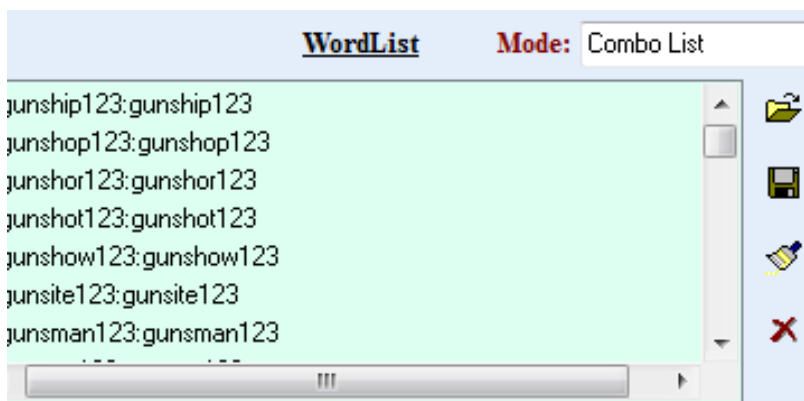 WordList Mode: Combo List
gunship123:gunship123
gunshop123:gunshop123
gunshor123:gunshor123
gunshot123:gunshot123
gunshow123:gunshow123
gunsite123:gunsite123
gunsman123:gunsman123